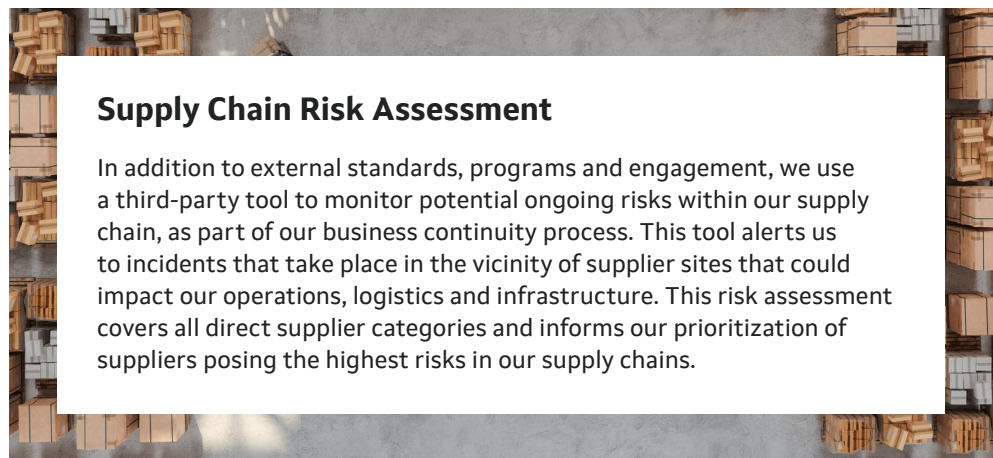 Supply Chain Risk Assessment
In addition to external standards, programs and engagement, we use
a third-party tool to monitor potential ongoing risks within our supply
chain, as part of our business continuity process. This tool alerts us
to incidents that take place in the vicinity of supplier sites that could
impact our operations, logistics and infrastructure. This risk assessment
covers all direct supplier categories and informs our prioritization of
suppliers posing the highest risks in our supply chains.